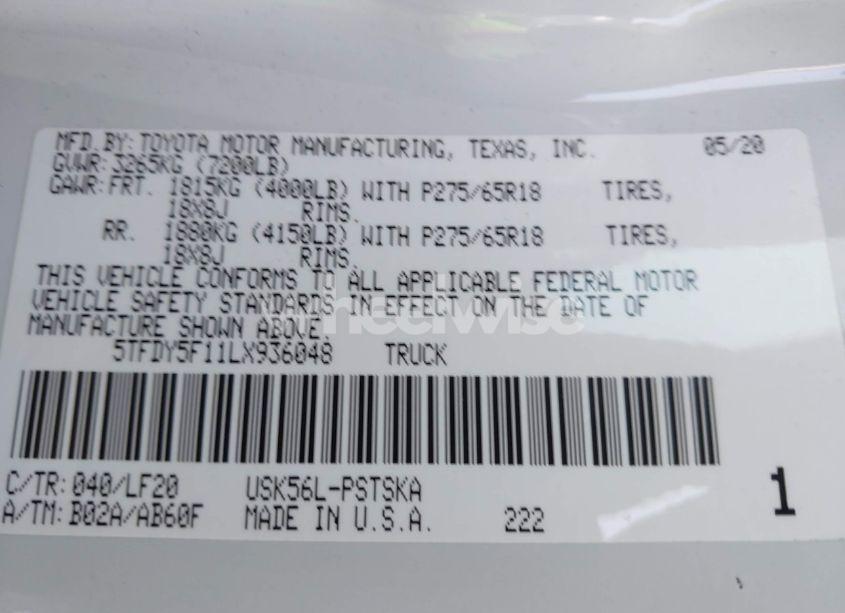 MFD. BY: TOYOTA MOTOR MANUFACTURING, TEXAS, INC. 05/20
GVWR: 3265KG (7200LB)
GAWR: FRT. 1815KG (4000LB) WITH P275/65R18 TIRES,
18X8J RIMS.
RR. 1880KG (4150LB) WITH P275/65R18 TIRES,
18X8J RIMS.
THIS VEHICLE CONFORMS TO ALL APPLICABLE FEDERAL MOTOR
VEHICLE SAFETY STANDARDS IN EFFECT ON THE DATE OF
MANUFACTURE SHOWN ABOVE.
5TFDY5F11LX936048 TRUCK
C/TR: 040/LF20 USK56L-PSTSKA 1
A/TM: B02A/AB60F MADE IN U.S.A. 222